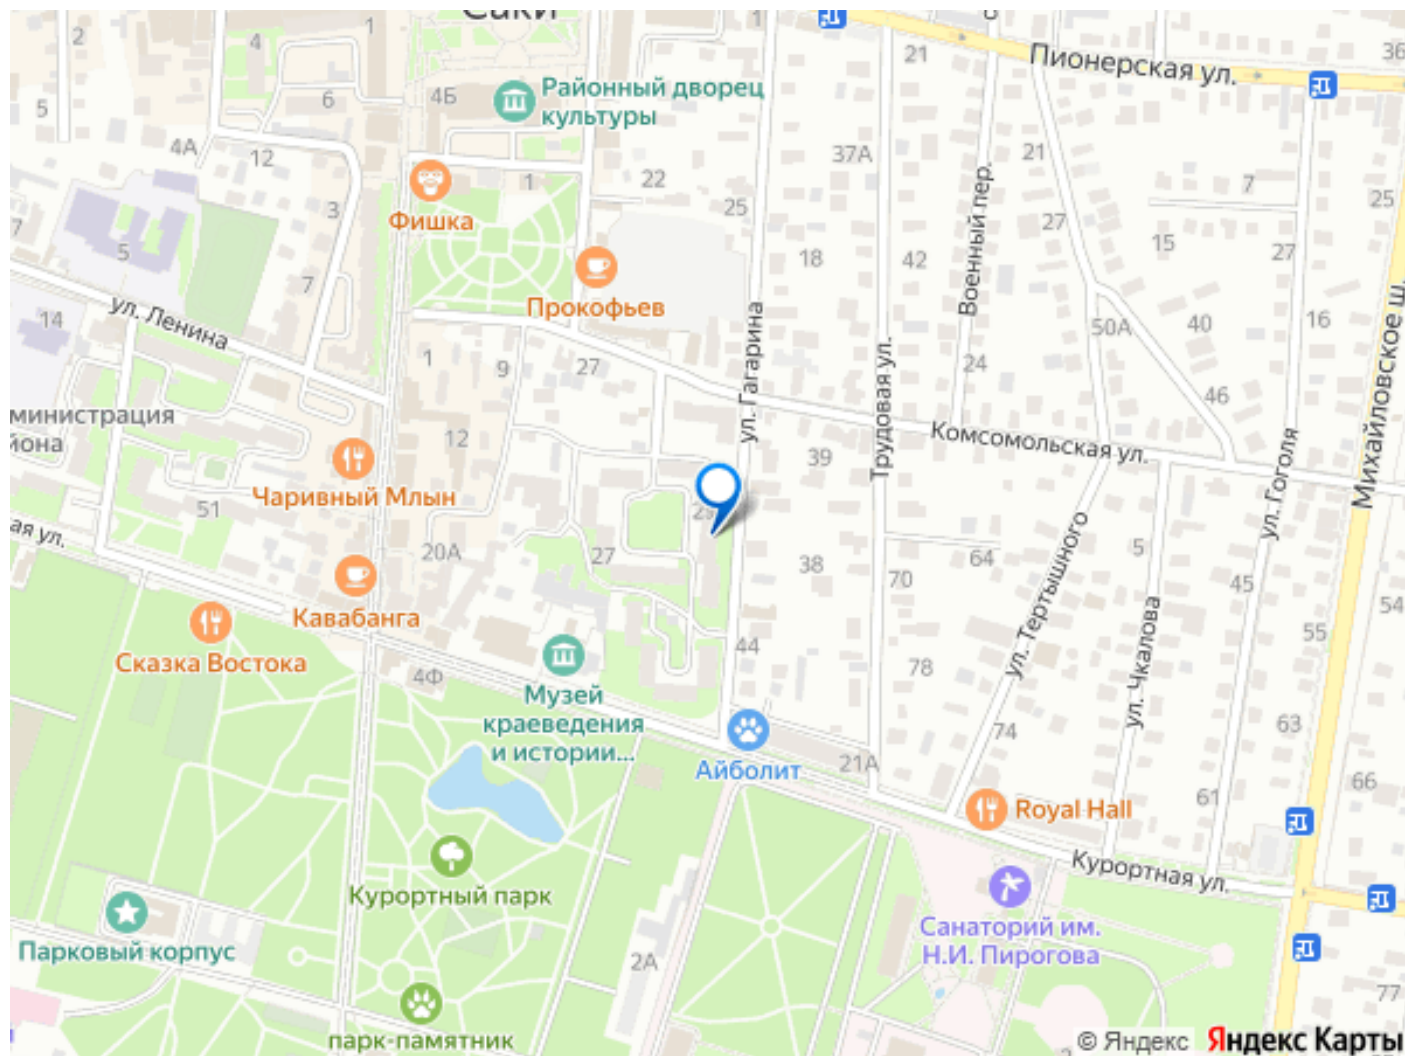 Саки
2
4
1
1
21
Пионерская ул.
36
5
6
4Б
Районный дворец
культуры
4А
12
37А
21
3
Фишка
1
22
25
7
25
7
5
Военный пер.
27
15
27
18
42
7
Прокофьев
14
ул. Ленина
ул. Гагарина
50А
40
16
Михайловское ш.
1
9
27
24
46
Трудовая ул.
12
Комсомольская ул.
министрация
39
ул. Гоголя
Чаривный Млын
51
ая ул.
20А
27
38
70
64
ул. Тертышного
5
45
54
Кавабанга
Сказка Востока
44
ул. Чкалова
55
4Ф
78
Музей
краеведения
и истории...
74
63
Айболит
21А
66
61
Royal Hall
Курортный парк
Курортная ул.
Парковый корпус
Санаторий им.
Н.И. Пирогова
2А
77
парк-памятник
© Яндекс Яндекс Карты